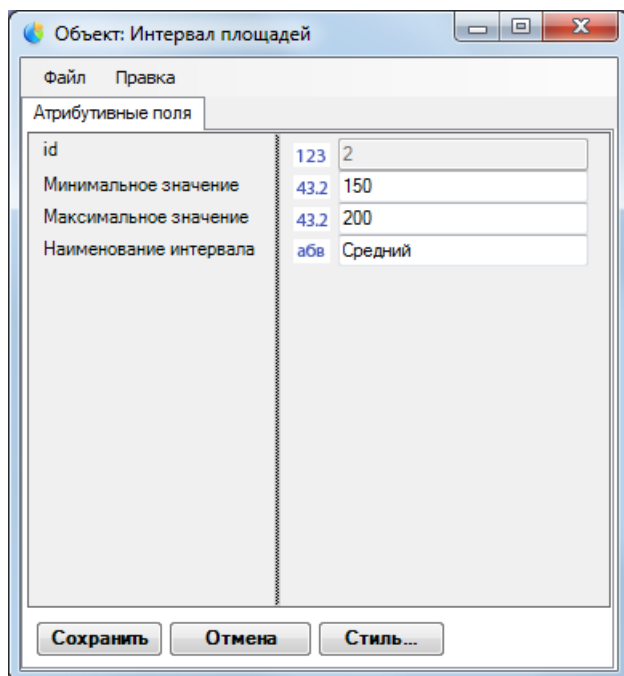 Объект: Интервал площадей
Файл Правка
Атрибутивные поля
id 123 2
Минимальное значение 43.2 150
Максимальное значение 43.2 200
Наименование интервала абв Средний
Сохранить Отмена Стиль...